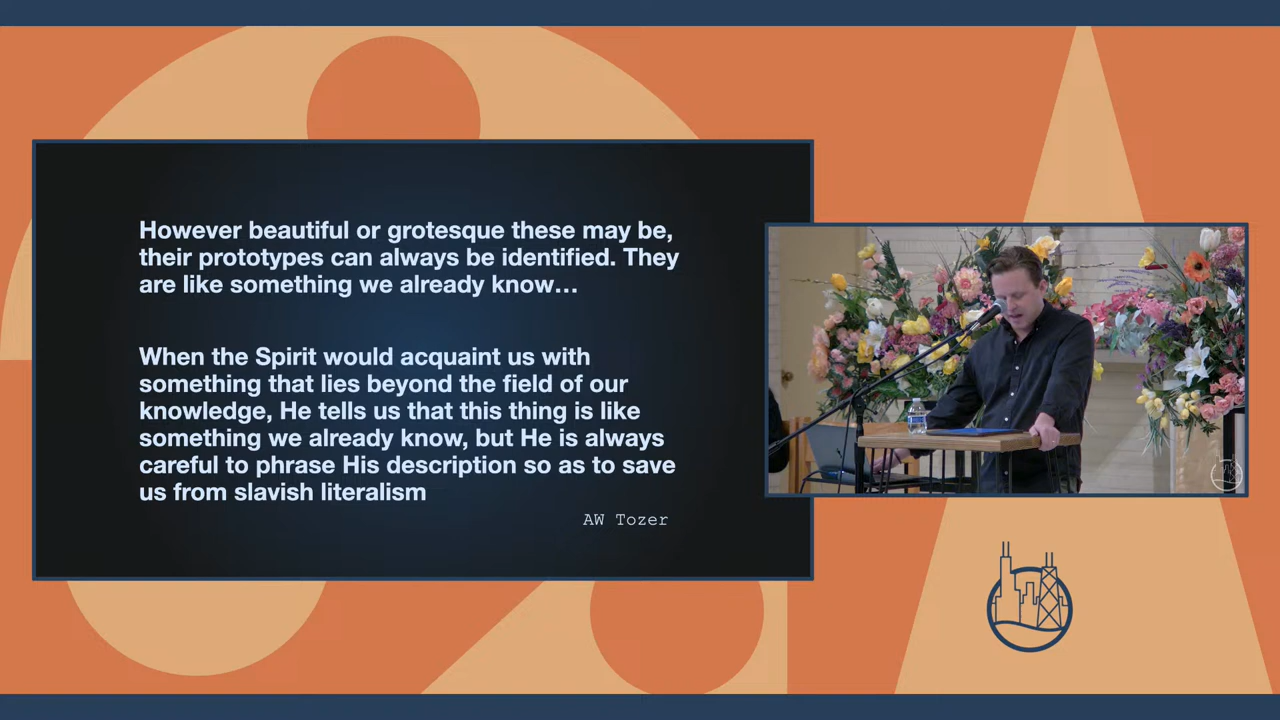 However beautiful or grotesque these may be,
their prototypes can always be identified. They
are like something we already know…
When the Spirit would acquaint us with
something that lies beyond the field of our
knowledge, He tells us that this thing is like
something we already know, but He is always
careful to phrase His description so as to save
us from slavish literalism
AW Tozer